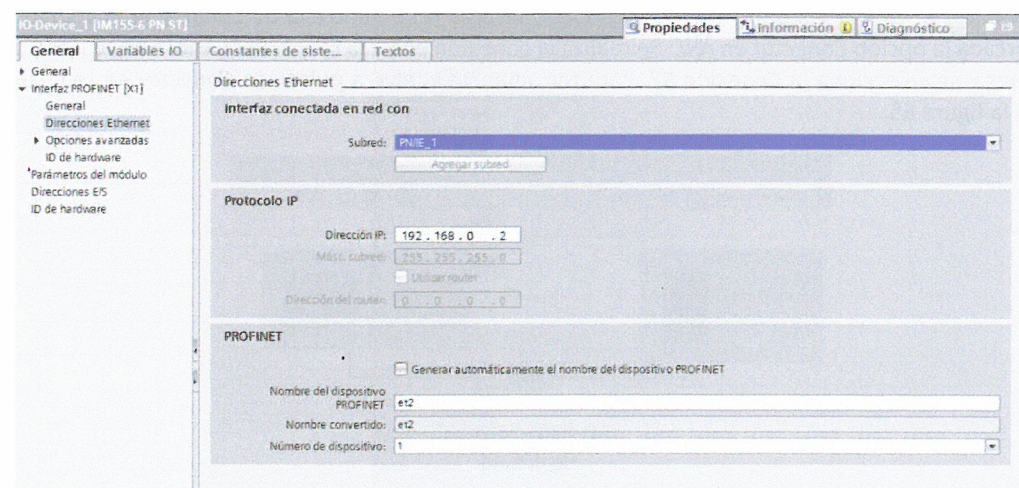 IO-Device_1 [IM155-6 PN ST]
Propiedades
Información
Diagnóstico
General
Variables IO
Constantes de siste...
Textos
General
Interfaz PROFINET [X1]
General
Direcciones Ethernet
Opciones avanzadas
ID de hardware
Parámetros del módulo
Direcciones E/S
ID de hardware
Direcciones Ethernet
Interfaz conectada en red con
Subred: PN/IE_1
Agregar subred
Protocolo IP
Dirección IP: 192 . 168 . 0 . 2
Másc. subred: 255 . 255 . 255 . 0
Utilizar router
Dirección del router: 0 . 0 . 0 . 0
PROFINET
Generar automáticamente el nombre del dispositivo PROFINET
Nombre del dispositivo
PROFINET et2
Nombre convertido: et2
Número de dispositivo: 1